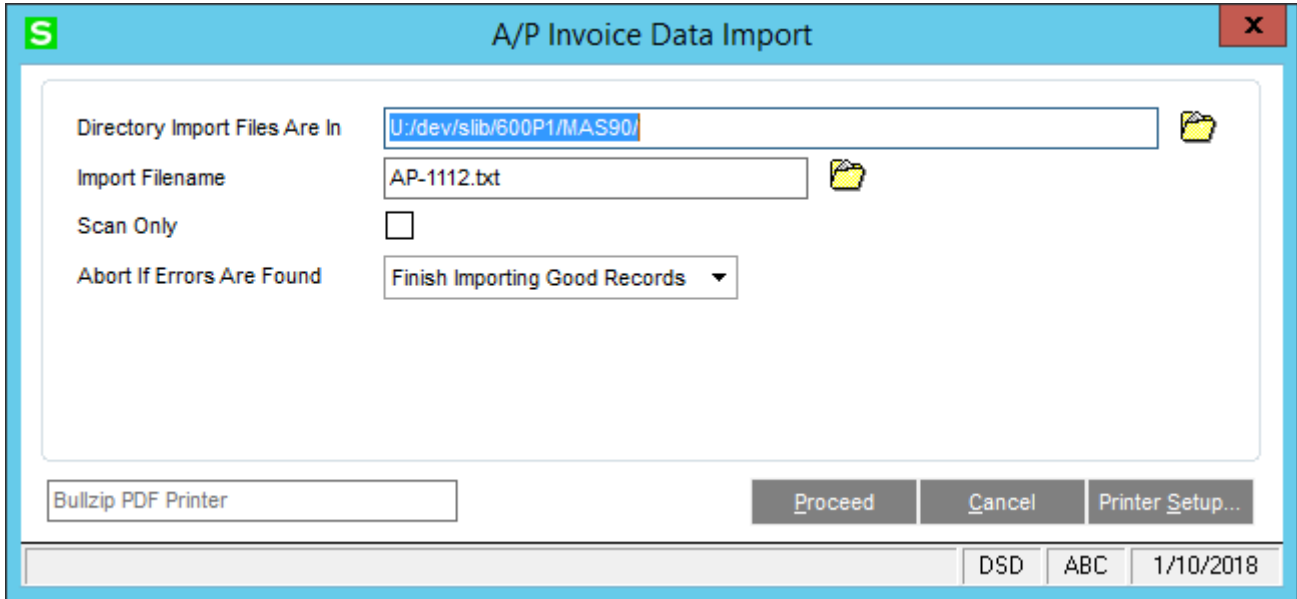 S A/P Invoice Data Import X
Directory Import Files Are In U:/dev/slib/600P1/MAS90/
Import Filename AP-1112.txt
Scan Only
Abort If Errors Are Found Finish Importing Good Records
Bullzip PDF Printer Proceed Cancel Printer Setup...
DSD ABC 1/10/2018